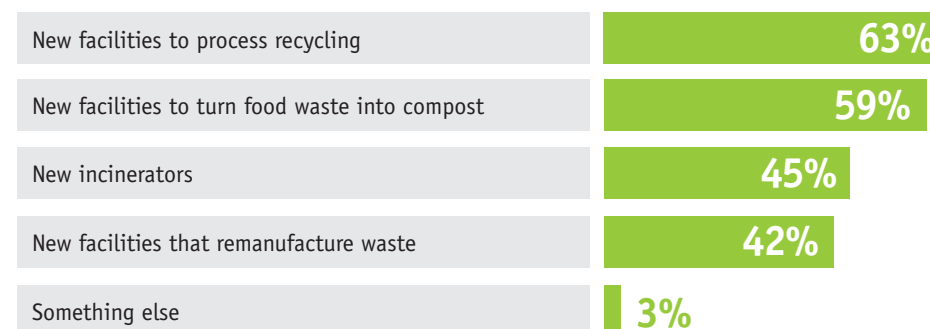 New facilities to process recycling 63%
New facilities to turn food waste into compost 59%
New incinerators 45%
New facilities that remanufacture waste 42%
Something else 3%